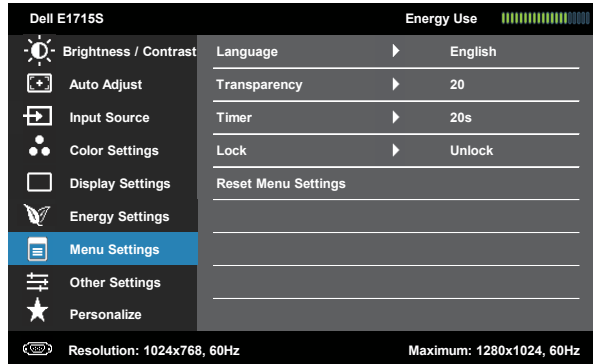 Dell E1715S Energy Use
Brightness / Contrast Language English
Auto Adjust Transparency 20
Input Source Timer 20s
Color Settings Lock Unlock
Display Settings Reset Menu Settings
Energy Settings
Menu Settings
Other Settings
Personalize
Resolution: 1024x768, 60Hz Maximum: 1280x1024, 60Hz